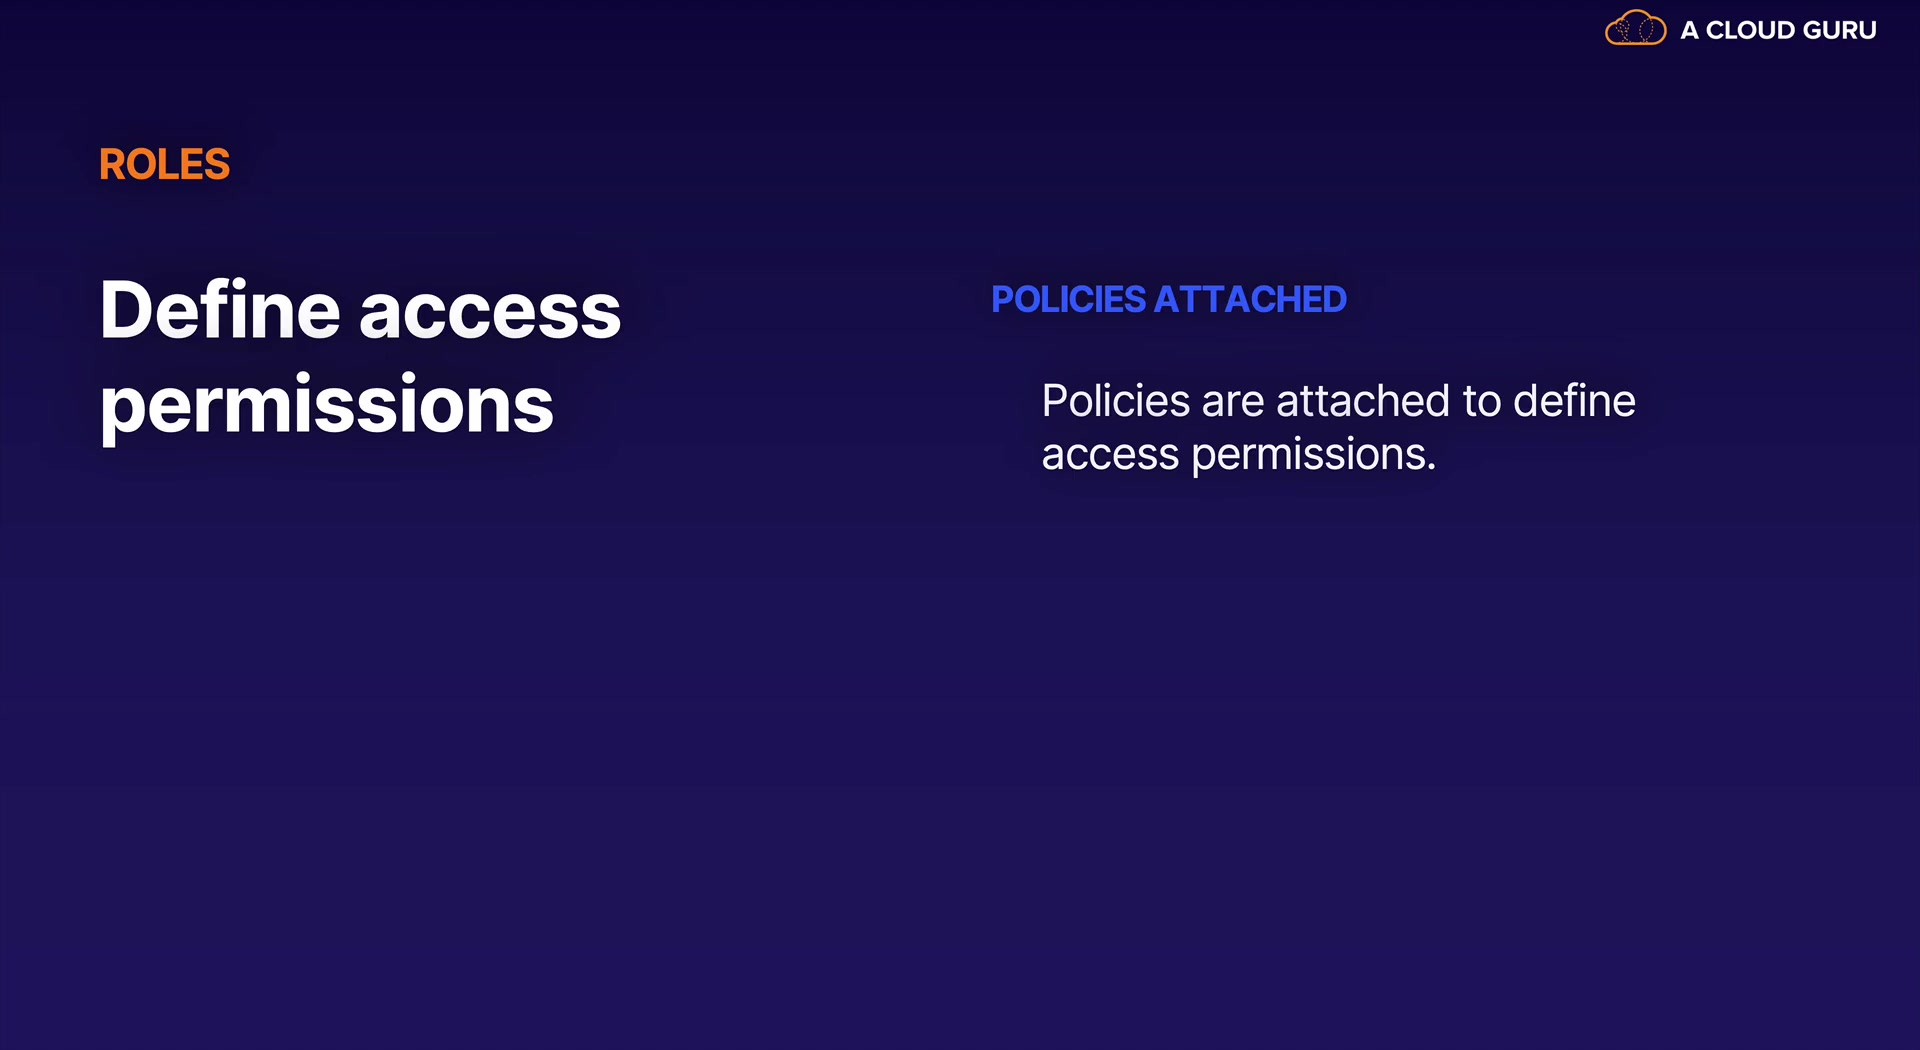 A CLOUD GURU
ROLES
Define access
permissions
POLICIES ATTACHED
Policies are attached to define
access permissions.